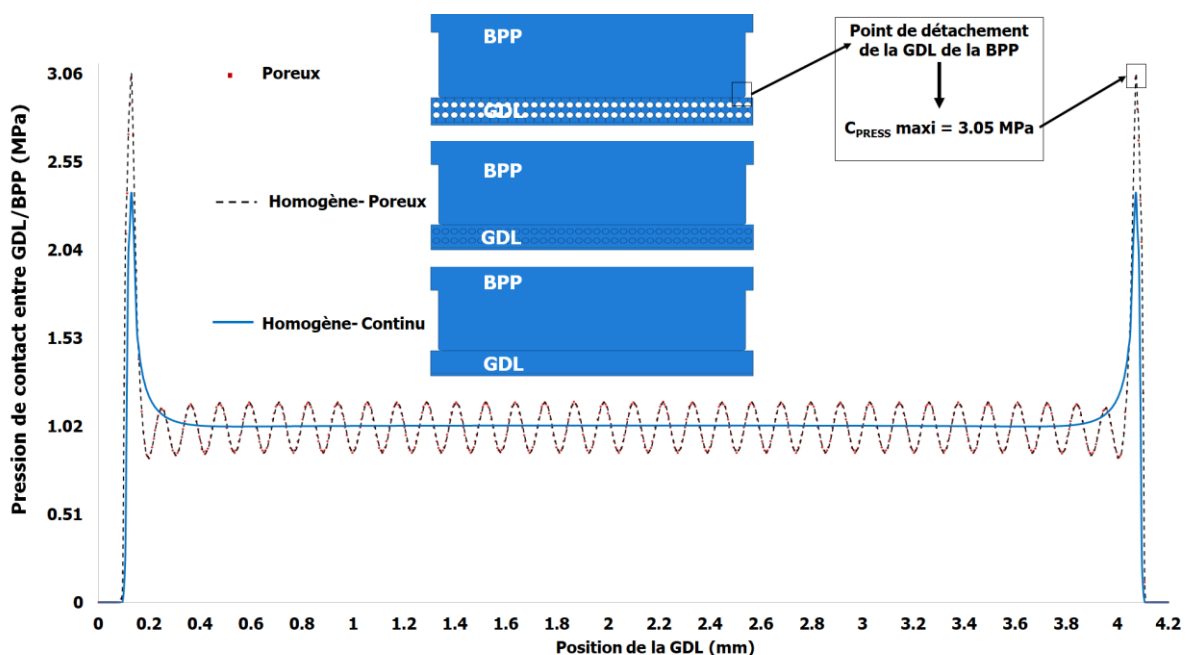 Pression de contact entre GDL/BPP (MPa)
3.06
2.55
2.04
1.53
1.02
0.51
0
Poreux
Homogène- Poreux
Homogène- Continu
BPP
GDL
BPP
GDL
BPP
GDL
Point de détachement
de la GDL de la BPP
CPRESS maxi = 3.05 MPa
0 0.2 0.4 0.6 0.8 1 1.2 1.4 1.6 1.8 2 2.2 2.4 2.6 2.8 3 3.2 3.4 3.6 3.8 4 4.2
Position de la GDL (mm)